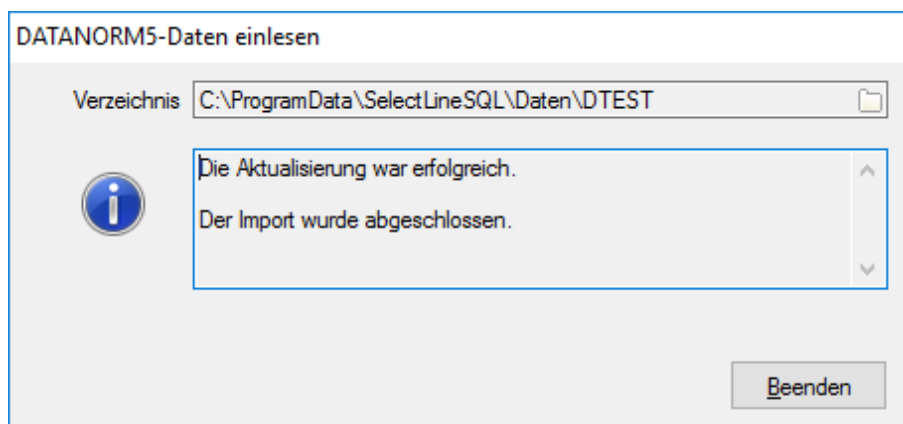 DATANORM5-Daten einlesen
Verzeichnis C:\ProgramData\SelectLineSQL\Daten\DTEST
Die Aktualisierung war erfolgreich.
Der Import wurde abgeschlossen.
Beenden